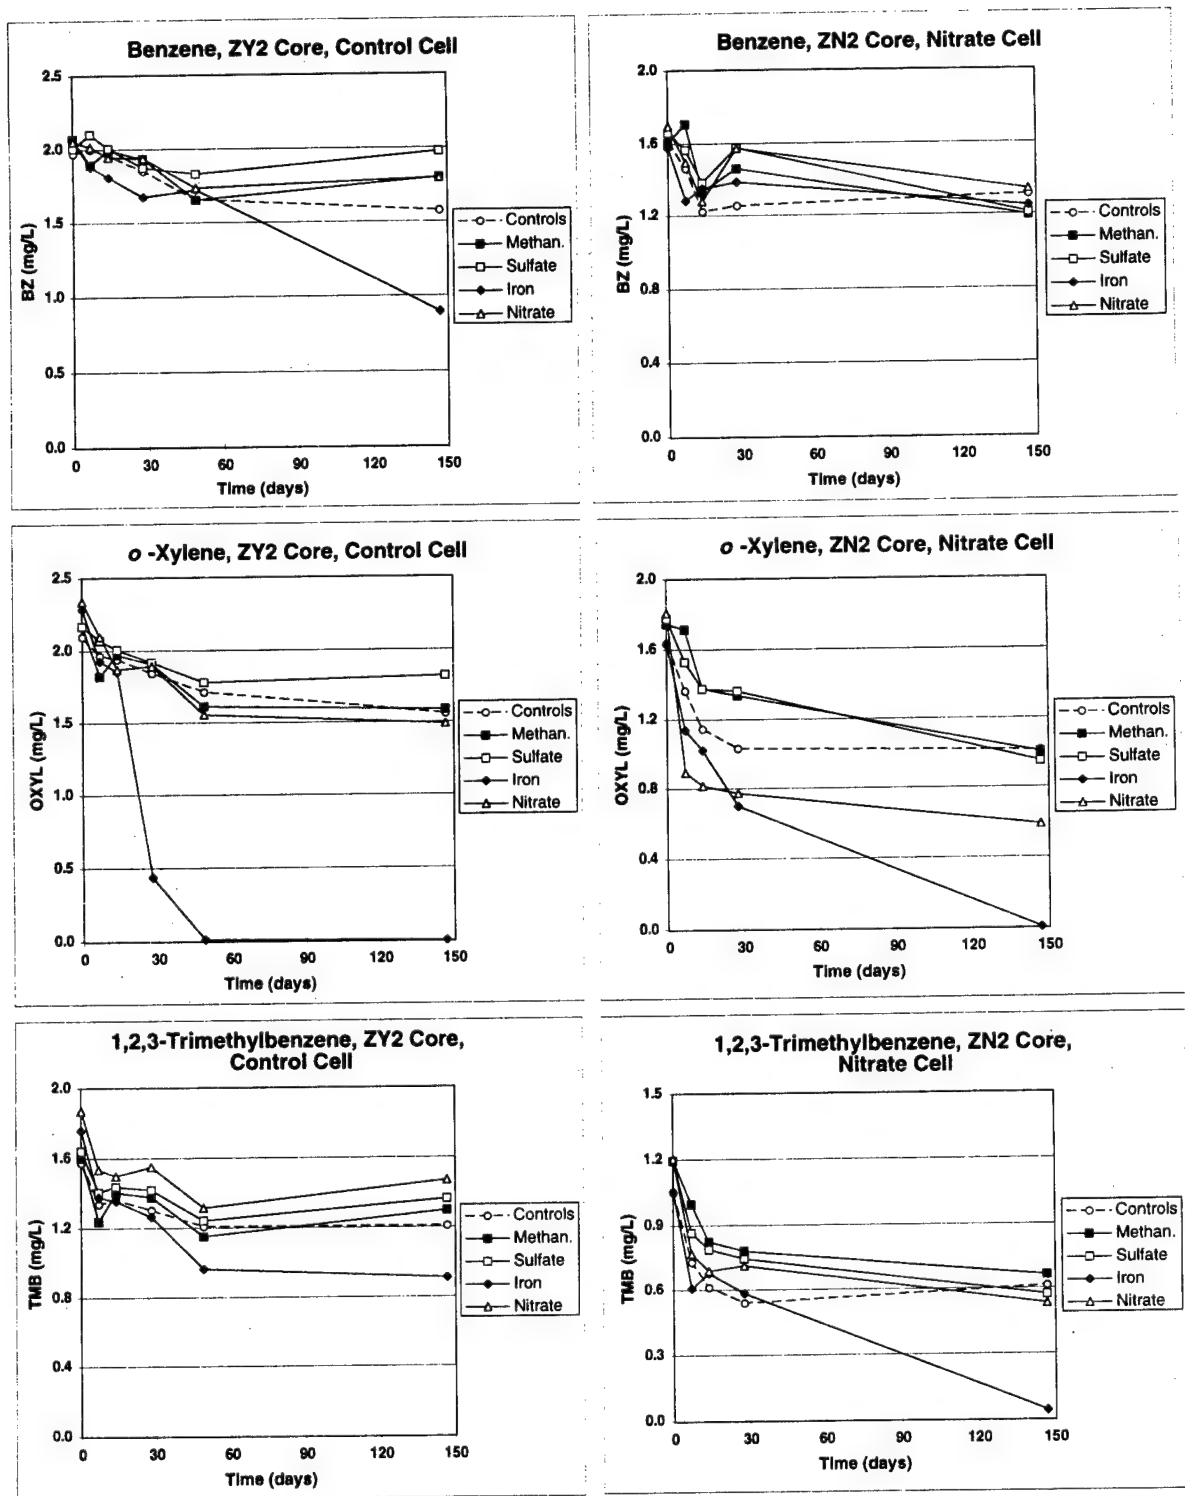 Benzene, ZY2 Core, Control Cell
2.5
2.0
1.5
1.0
0.5
0.0
BZ (mg/L)
0 30 60 90 120 150
Time (days)
Controls
Methan.
Sulfate
Iron
Nitrate
Benzene, ZN2 Core, Nitrate Cell
2.0
1.6
1.2
0.8
0.4
0.0
BZ (mg/L)
0 30 60 90 120 150
Time (days)
Controls
Methan.
Sulfate
Iron
Nitrate
o -Xylene, ZY2 Core, Control Cell
2.5
2.0
1.5
1.0
0.5
0.0
OXYL (mg/L)
0 30 60 90 120 150
Time (days)
Controls
Methan.
Sulfate
Iron
Nitrate
o -Xylene, ZN2 Core, Nitrate Cell
2.0
1.6
1.2
0.8
0.4
0.0
OXYL (mg/L)
0 30 60 90 120 150
Time (days)
Controls
Methan.
Sulfate
Iron
Nitrate
1,2,3-Trimethylbenzene, ZY2 Core,
Control Cell
2.0
1.6
1.2
0.8
0.4
0.0
TMB (mg/L)
0 30 60 90 120 150
Time (days)
Controls
Methan.
Sulfate
Iron
Nitrate
1,2,3-Trimethylbenzene, ZN2 Core,
Nitrate Cell
1.5
1.2
0.9
0.6
0.3
0.0
TMB (mg/L)
0 30 60 90 120 150
Time (days)
Controls
Methan.
Sulfate
Iron
Nitrate